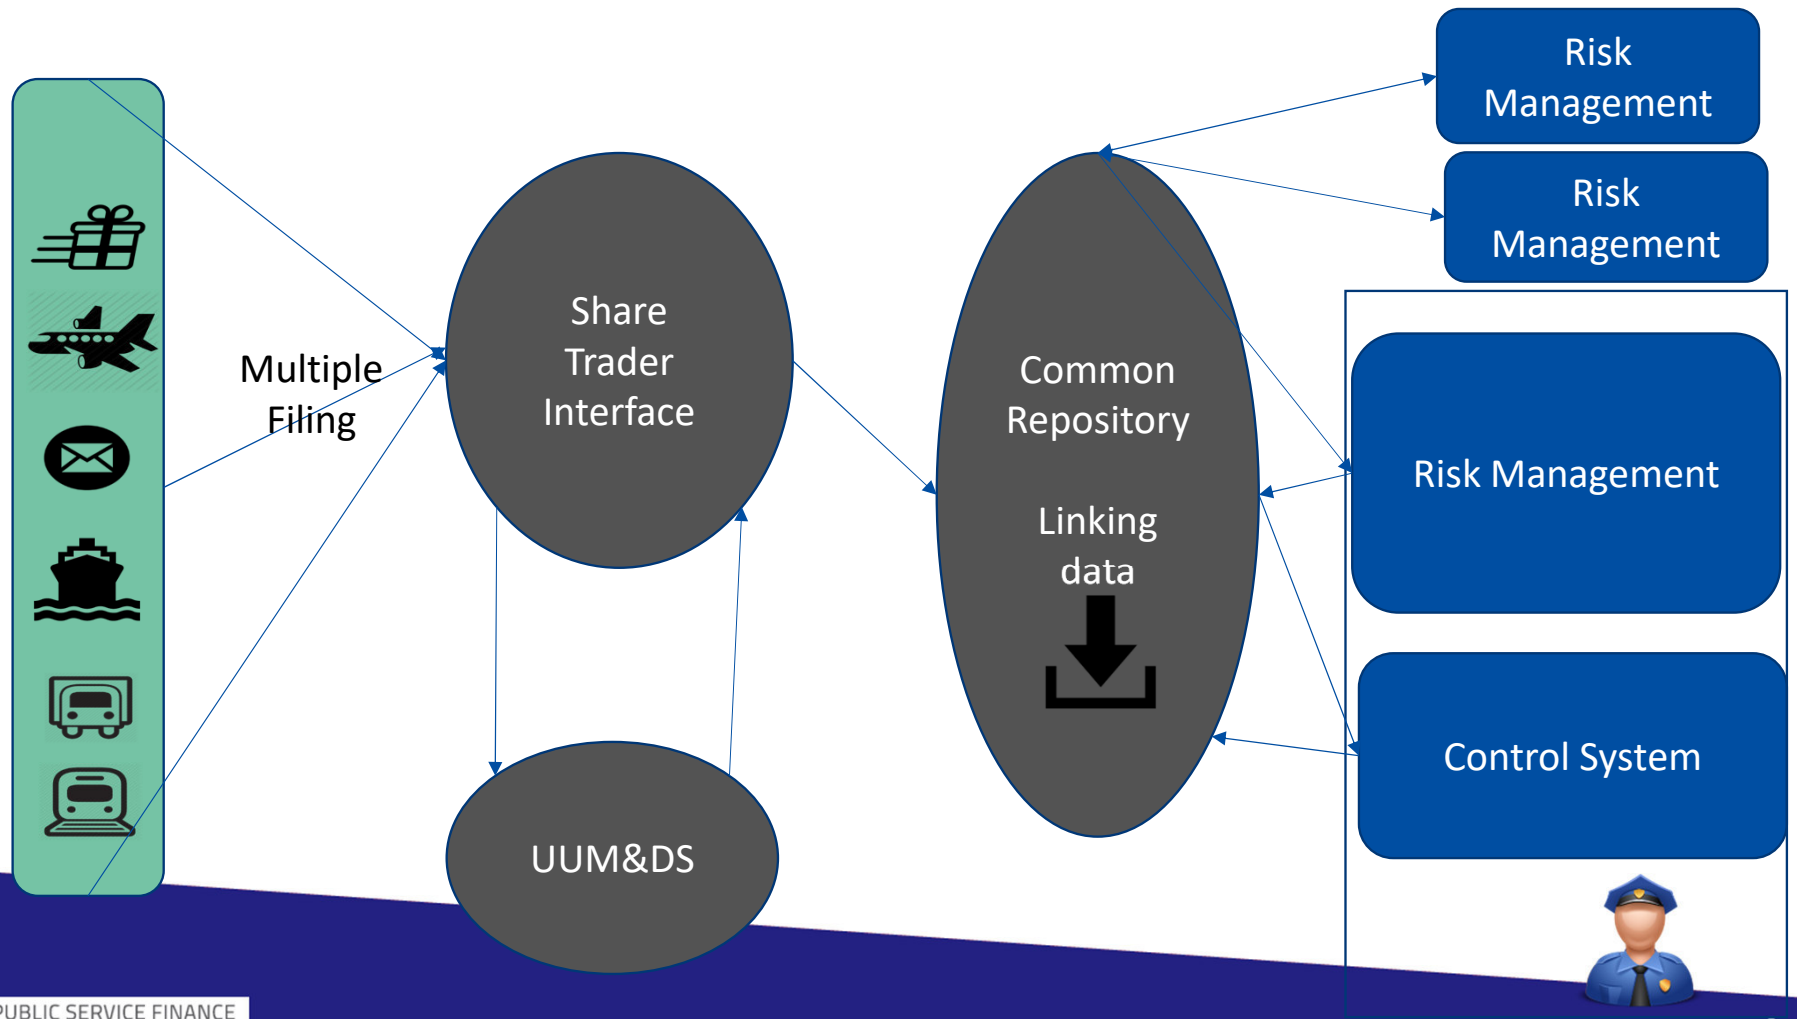 Multiple
Filing
Share
Trader
Interface
UUM&DS
Common
Repository
Linking
data
Risk
Management
Risk
Management
Risk Management
Control System
PUBLIC SERVICE FINANCE